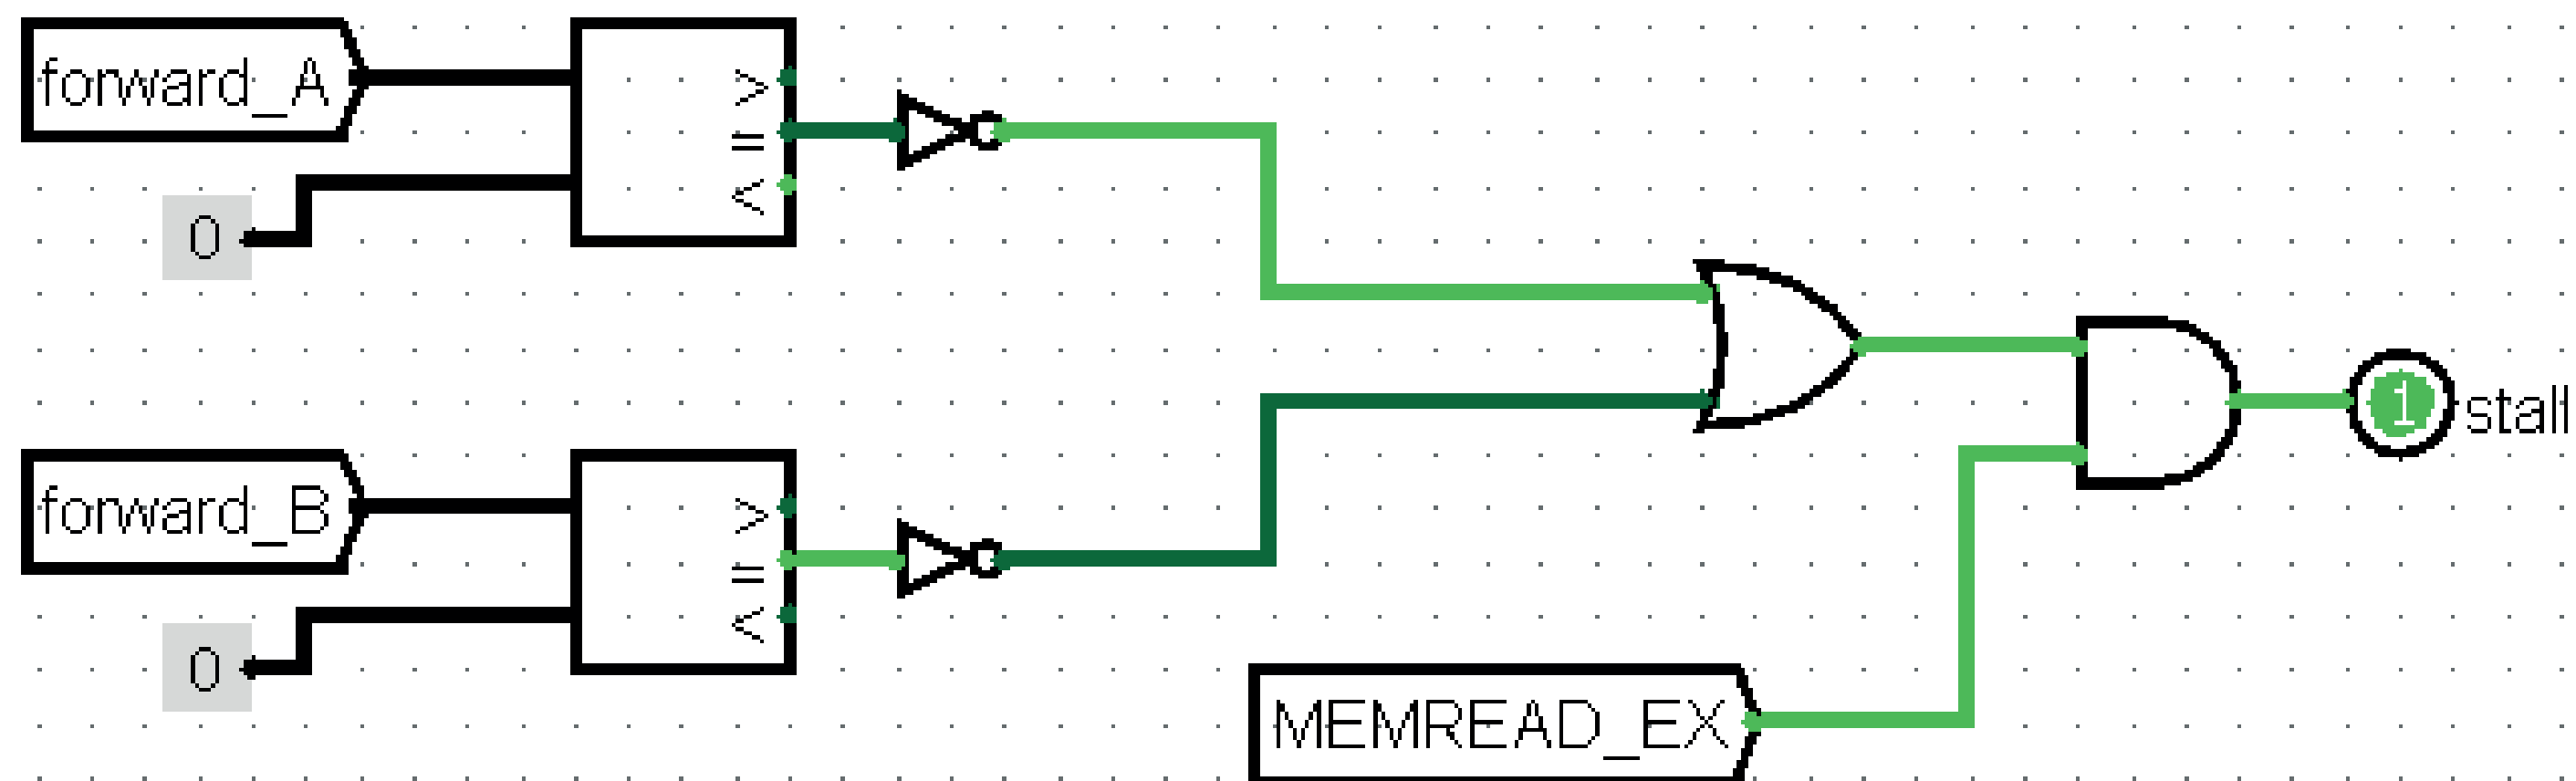 forward_A
>
=
<
0
1
stall
forward_B
>
=
<
0
MEMREAD_EX